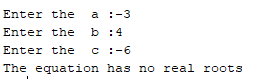 Enter the  a :-3
Enter the  b :4
Enter the  c :-6
The equation has no real roots